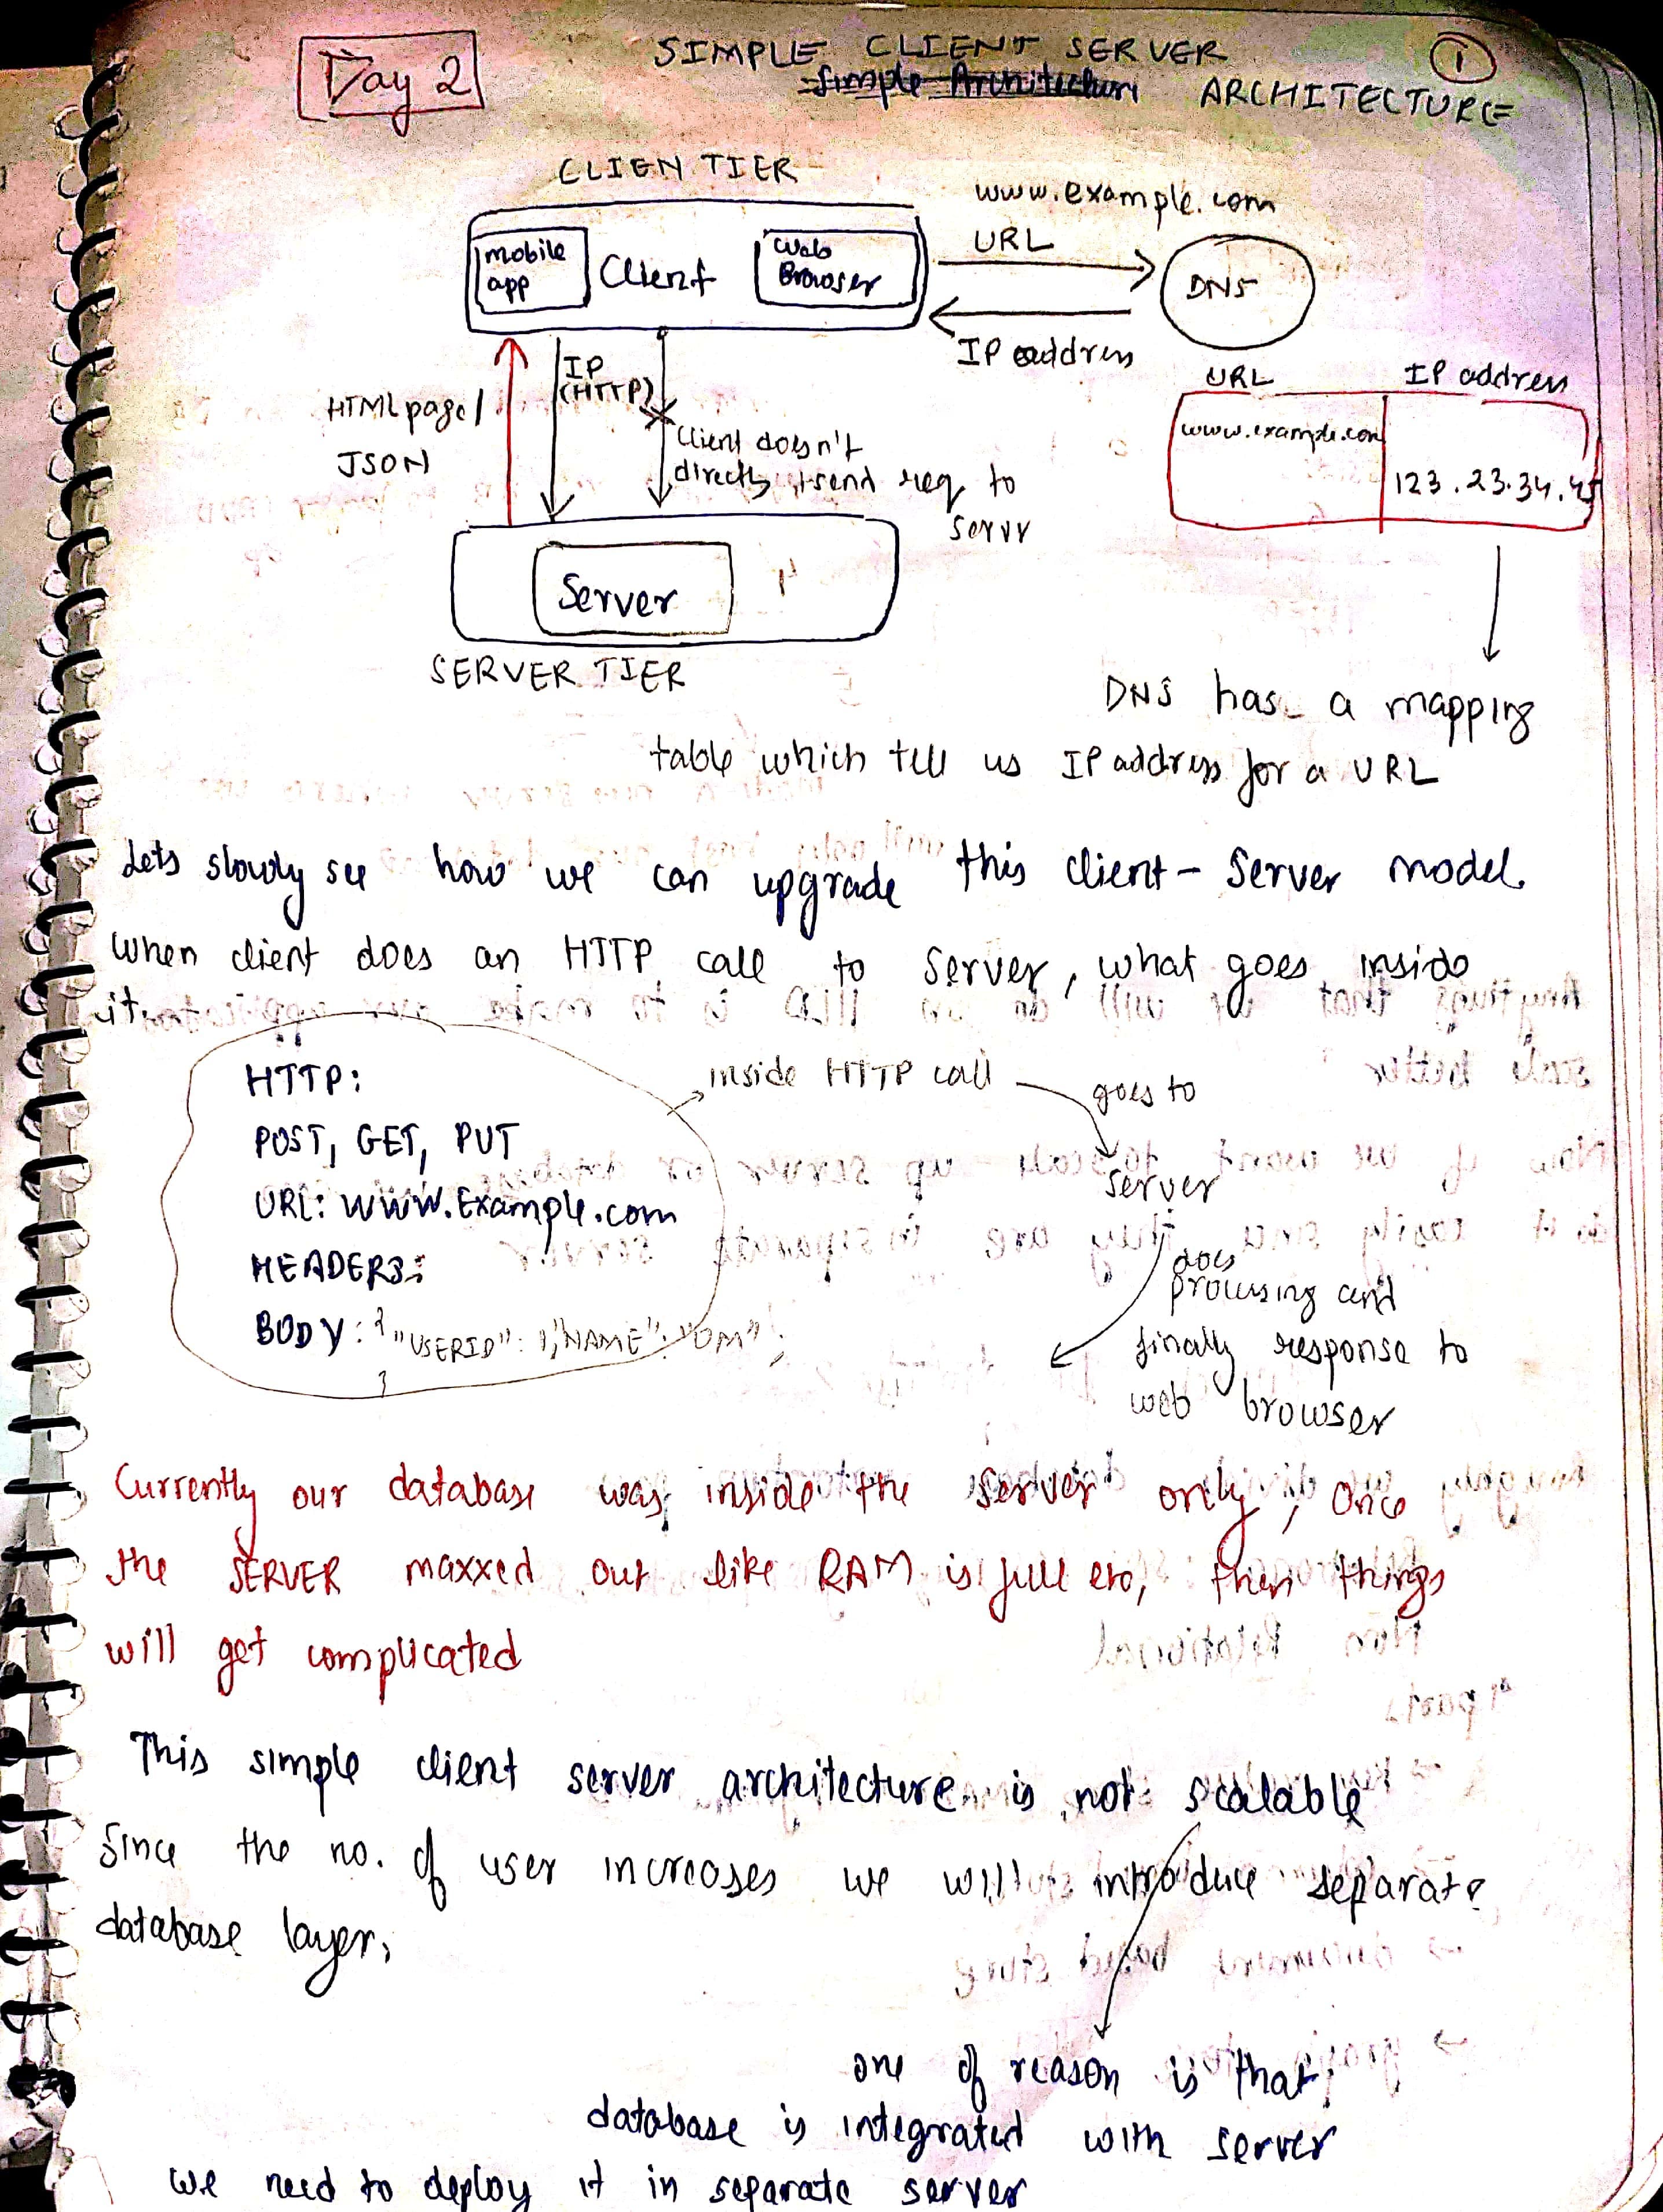 Day 2
SIMPLE CLIENT SERVER
1
Simple Architecture ARCHITECTURE
CLIEN TIER
www.example.com
mobile
app
Client
Web
Browser
URL
DNS
IP address
HTML page/
JSON
IP
(HTTP)
Client doesn't
directly send req to
Servr
URL IP address
www.example.com
123.23.34.45
Server
SERVER TIER
DNS has a mapping
table which tell us IP address for a URL
Lets slowly see how we can upgrade this client-Server model
When client does an HTTP call to Server, what goes inside
it.
HTTP:
POST, GET, PUT
URL: WWW.Example.com
HEADERS:
BODY: { "USERID": 1, "NAME": "OM"
}
inside HTTP call
goes to
server
does
processing and
finally response to
web browser
Currently our database was inside the Server only, Once
the SERVER maxxed out like RAM is full etc, then things
will get complicated
This simple client server architecture is not scalable
Since the no. of user increases we will introduce separate
database layer.
one of reason is that
database is integrated with server
we need to deploy it in separate server